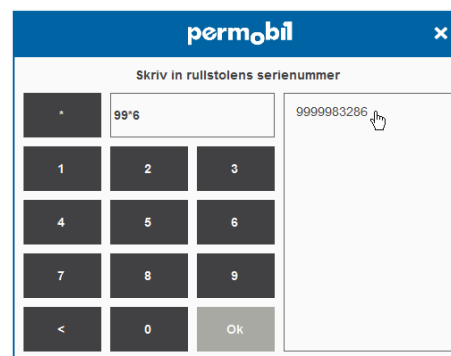 permobil
×
Skriv in rullstolens serienummer
* 99*6 9999983286
1 2 3
4 5 6
7 8 9
< 0 Ok